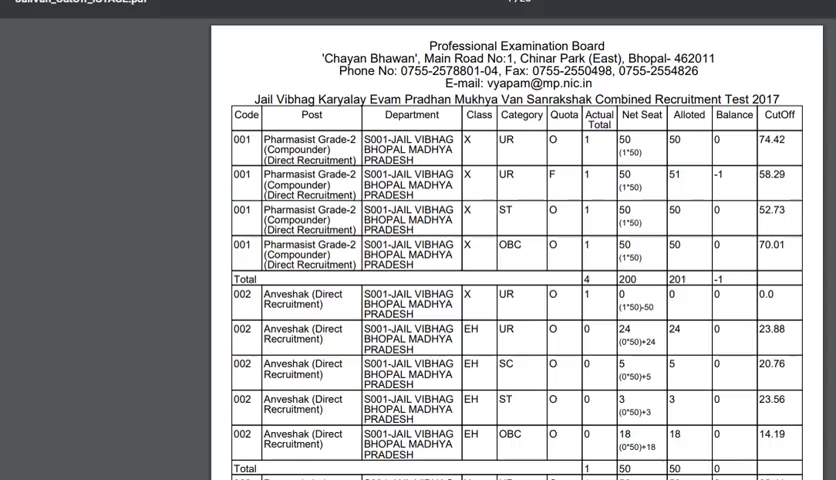 Professional Examination Board
'Chayan Bhawan', Main Road No:1, Chinar Park (East), Bhopal- 462011
Phone No: 0755-2578801-04, Fax: 0755-2550498, 0755-2554826
E-mail: vyapam@mp.nic.in
Jail Vibhag Karyalay Evam Pradhan Mukhya Van Sanrakshak Combined Recruitment Test 2017
Code Post Department Class Category Quota Actual Total Net Seat Alloted Balance CutOff
001 Pharmasist Grade-2 S001-JAIL VIBHAG X UR O 1 50 50 0 74.42
(Compounder) BHOPAL MADHYA (1*50)
(Direct Recruitment) PRADESH
001 Pharmasist Grade-2 S001-JAIL VIBHAG X UR F 1 50 51 -1 58.29
(Compounder) BHOPAL MADHYA (1*50)
(Direct Recruitment) PRADESH
001 Pharmasist Grade-2 S001-JAIL VIBHAG X ST O 1 50 50 0 52.73
(Compounder) BHOPAL MADHYA (1*50)
(Direct Recruitment) PRADESH
001 Pharmasist Grade-2 S001-JAIL VIBHAG X OBC O 1 50 50 0 70.01
(Compounder) BHOPAL MADHYA (1*50)
(Direct Recruitment) PRADESH
Total 4 200 201 -1
002 Anveshak (Direct S001-JAIL VIBHAG X UR O 1 0 0 0 0.0
Recruitment) BHOPAL MADHYA (1*50)-50
PRADESH
002 Anveshak (Direct S001-JAIL VIBHAG EH UR O 0 24 24 0 23.88
Recruitment) BHOPAL MADHYA (0*50)+24
PRADESH
002 Anveshak (Direct S001-JAIL VIBHAG EH SC O 0 5 5 0 20.76
Recruitment) BHOPAL MADHYA (0*50)+5
PRADESH
002 Anveshak (Direct S001-JAIL VIBHAG EH ST O 0 3 3 0 23.56
Recruitment) BHOPAL MADHYA (0*50)+3
PRADESH
002 Anveshak (Direct S001-JAIL VIBHAG EH OBC O 0 18 18 0 14.19
Recruitment) BHOPAL MADHYA (0*50)+18
PRADESH
Total 1 50 50 0